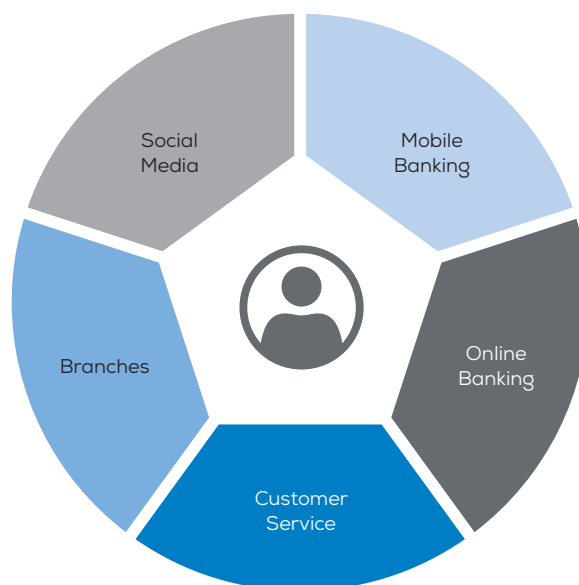 Social
Media
Mobile
Banking
Branches
Online
Banking
Customer
Service